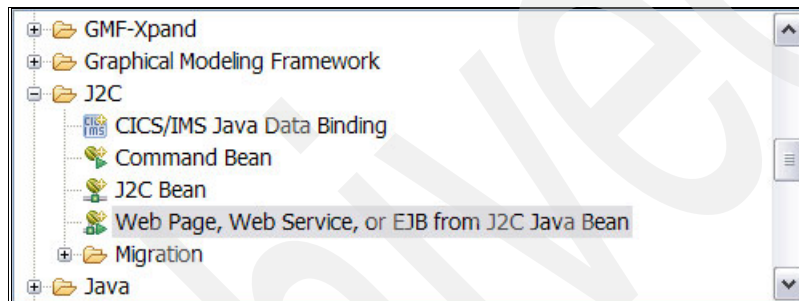 GMF-Xpand
Graphical Modeling Framework
J2C
CICS/IMS Java Data Binding
Command Bean
J2C Bean
Web Page, Web Service, or EJB from J2C Java Bean
Migration
Java